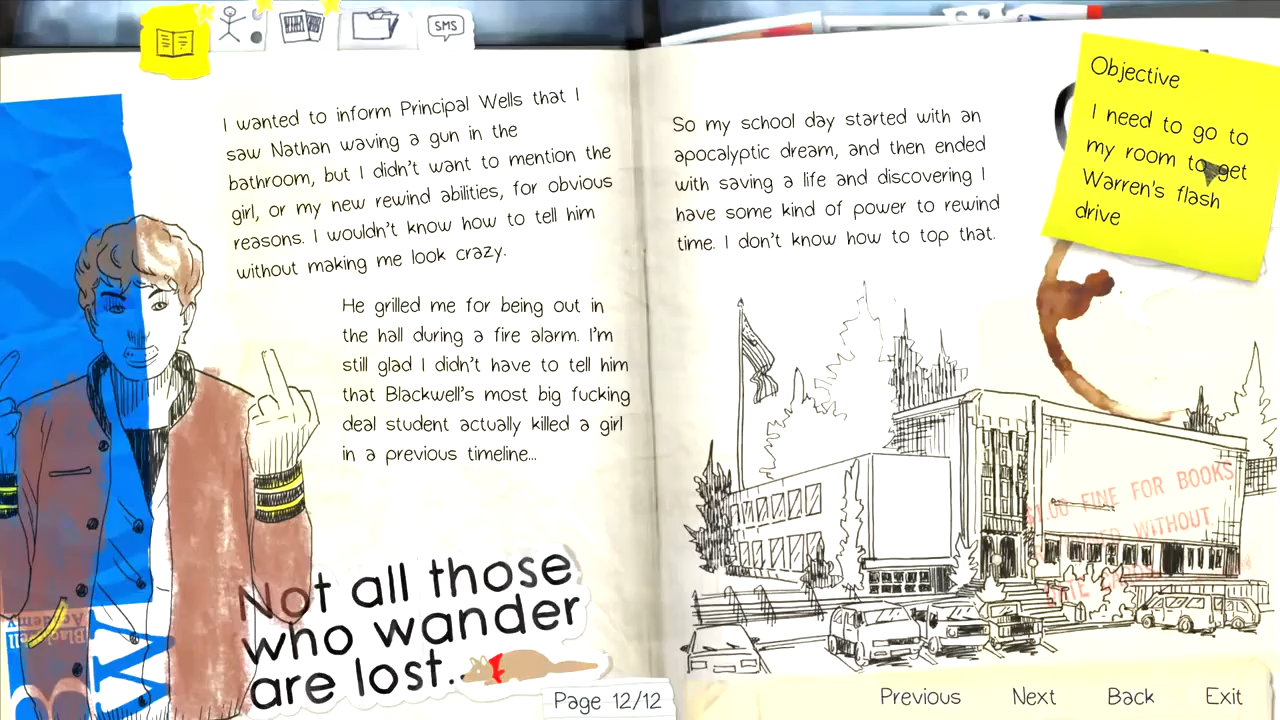 SMS
I wanted to inform Principal Wells that I
saw Nathan waving a gun in the
bathroom, but I didn't want to mention the
girl, or my new rewind abilities, for obvious
reasons. I wouldn't know how to tell him
without making me look crazy.
He grilled me for being out in
the hall during a fire alarm. I'm
still glad I didn't have to tell him
that Blackwell's most big fucking
deal student actually killed a girl
in a previous timeline...
Not all those
who wander
are lost.
Blackwell
Academy
Page 12/12
So my school day started with an
apocalyptic dream, and then ended
with saving a life and discovering I
have some kind of power to rewind
time. I don't know how to top that.
Objective
I need to go to
my room to get
Warren's flash
drive
$1.00 FINE FOR BOOKS
WITHOUT
Previous
Next
Back
Exit